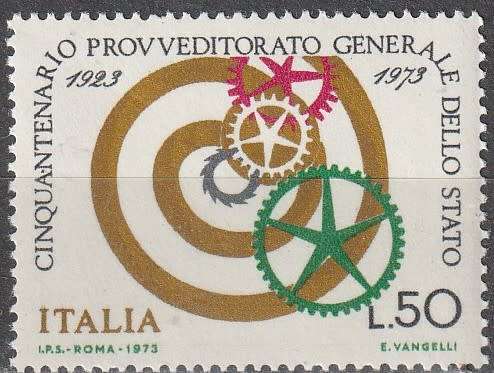 CINQUANTENARIO PROVVEDITORATO GENERALE DELLO STATO
1923
1973
ITALIA
L.50
I.P.S.-ROMA-1973
E. VANGELLI